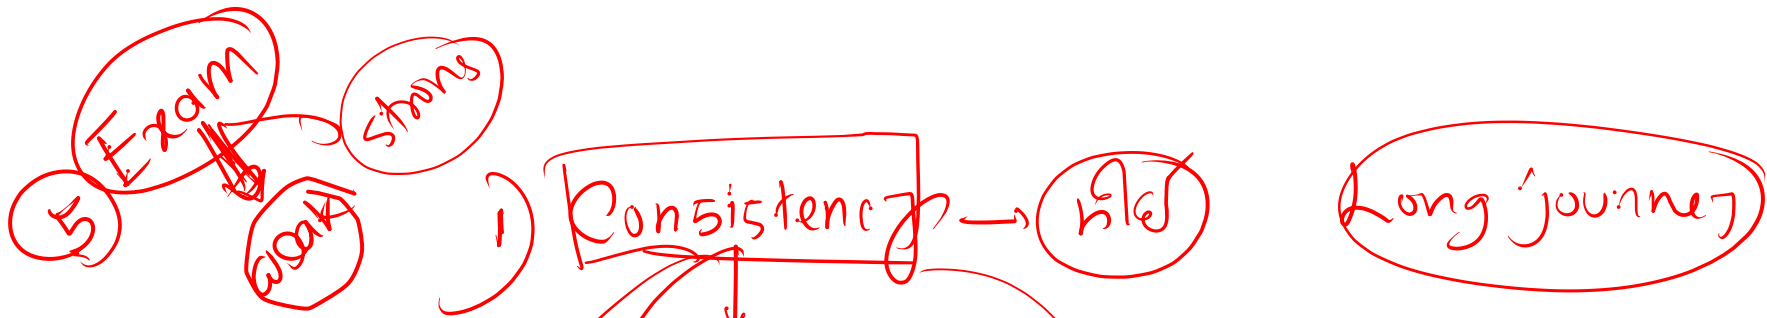 Exam
Strong
5
weak
1) Consistency →
Long journey